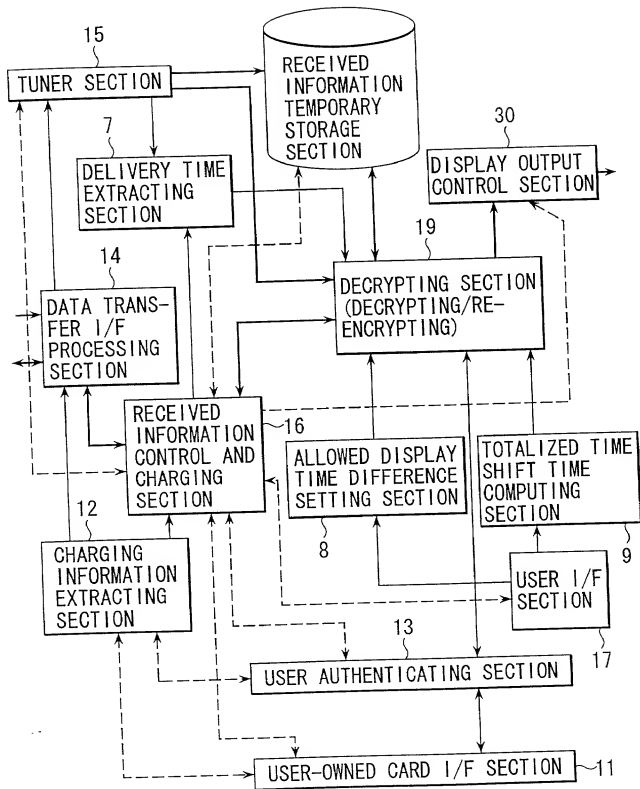 15
TUNER SECTION
RECEIVED
INFORMATION
TEMPORARY
STORAGE
SECTION
7
DELIVERY TIME
EXTRACTING
SECTION
30
DISPLAY OUTPUT
CONTROL SECTION
19
DECRYPTING SECTION
(DECRYPTING/RE-
ENCRYPTING)
14
DATA TRANS-
FER I/F
PROCESSING
SECTION
RECEIVED
INFORMATION
CONTROL AND
CHARGING
SECTION
16
ALLOWED DISPLAY
TIME DIFFERENCE
SETTING SECTION
8
TOTALIZED TIME
SHIFT TIME
COMPUTING
SECTION
9
12
CHARGING
INFORMATION
EXTRACTING
SECTION
USER I/F
SECTION
17
13
USER AUTHENTICATING SECTION
USER-OWNED CARD I/F SECTION
11